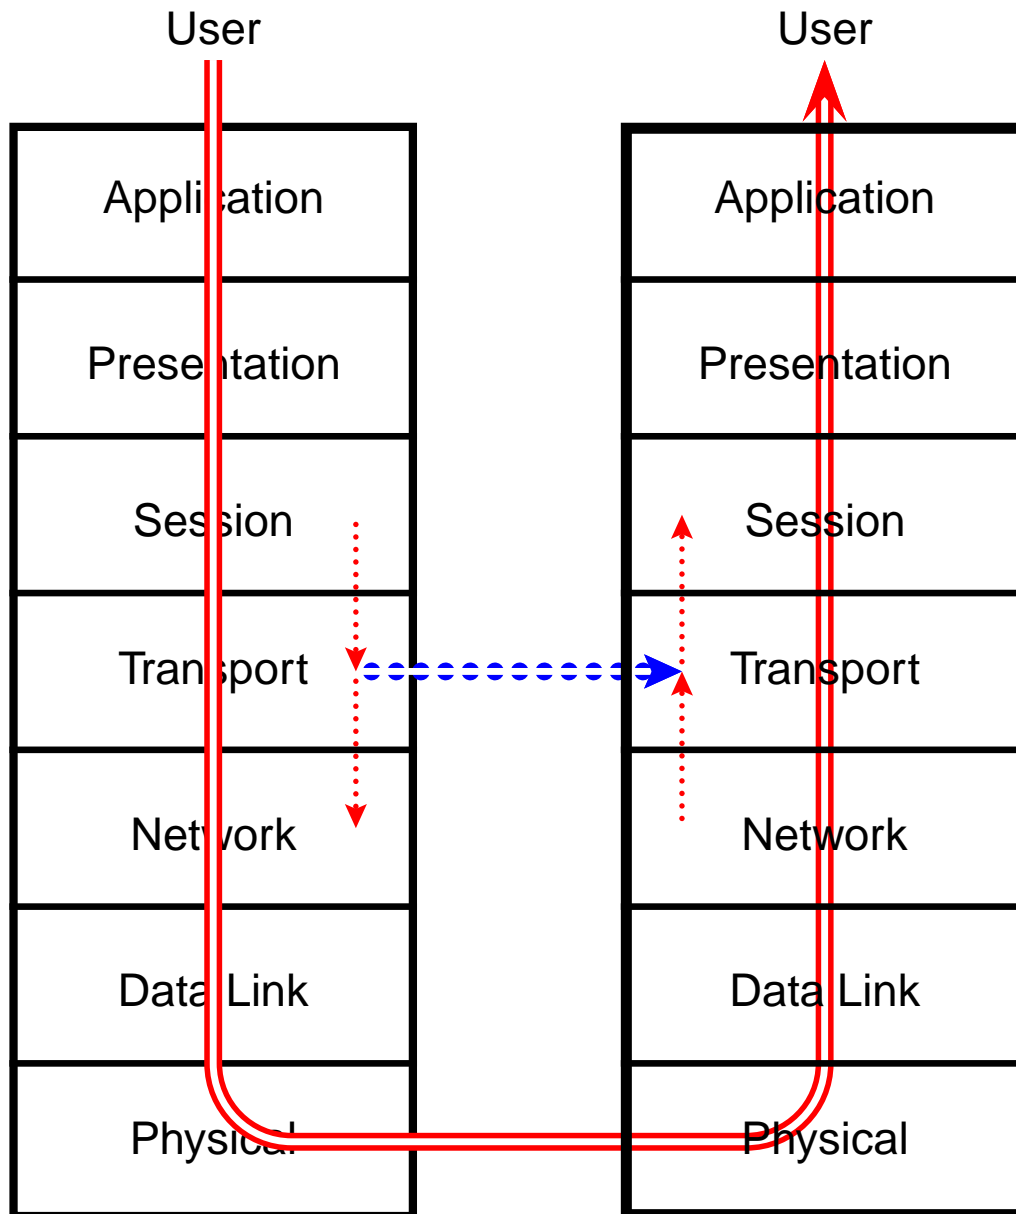 User
User
Application
Application
Presentation
Presentation
Session
Session
Transport
Transport
Network
Network
Data Link
Data Link
Physical
Physical